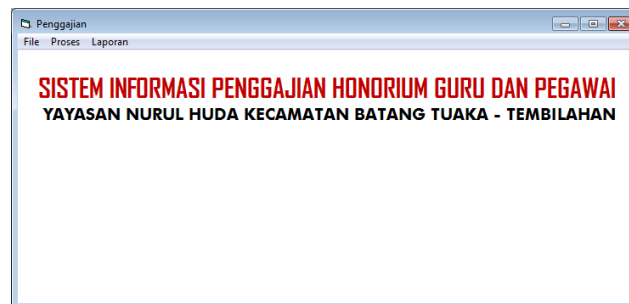 Penggajian
File Proses Laporan
SISTEM INFORMASI PENGGAJIAN HONORIUM GURU DAN PEGAWAI
YAYASAN NURUL HUDA KECAMATAN BATANG TUAKA - TEMBILAHAN